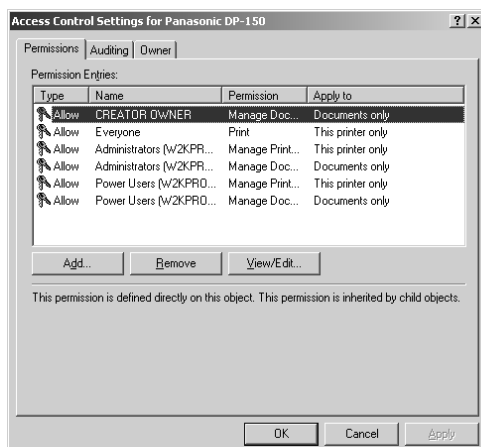 Access Control Settings for Panasonic DP-150
Permissions Auditing Owner
Permission Entries:
Type Name Permission Apply to
Allow CREATOR OWNER Manage Doc... Documents only
Allow Everyone Print This printer only
Allow Administrators (W2KPR... Manage Print... This printer only
Allow Administrators (W2KPR... Manage Doc... Documents only
Allow Power Users (W2KPRO... Manage Print... This printer only
Allow Power Users (W2KPRO... Manage Doc... Documents only
Add... Remove View/Edit...
This permission is defined directly on this object. This permission is inherited by child objects.
OK Cancel Apply